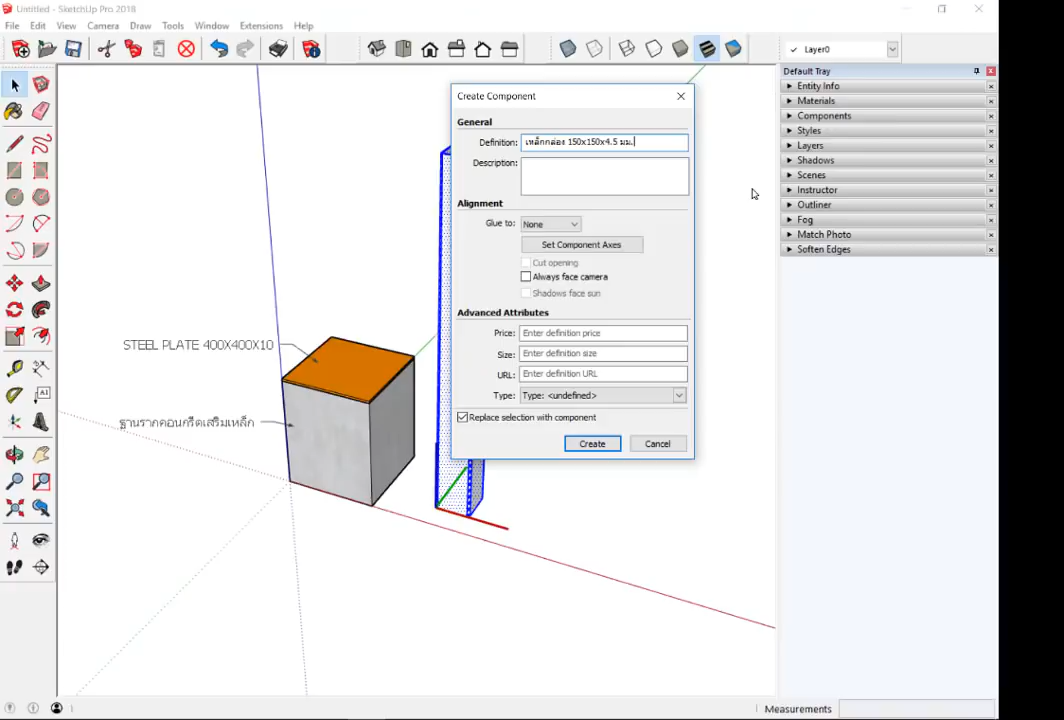 Untitled - SketchUp Pro 2018
File Edit View Camera Draw Tools Window Extensions Help
Layer0
Default Tray
Entity Info
Materials
Components
Styles
Layers
Shadows
Scenes
Instructor
Outliner
Fog
Match Photo
Soften Edges
Create Component
General
Definition: เหล็กกล่อง 150x150x4.5 มม.
Description:
Alignment
Glue to: None
Set Component Axes
Cut opening
Always face camera
Shadows face sun
Advanced Attributes
Price: Enter definition price
Size: Enter definition size
URL: Enter definition URL
Type: Type: <undefined>
Replace selection with component
Create Cancel
STEEL PLATE 400X400X10
ฐานรากคอนกรีตเสริมเหล็ก
Measurements